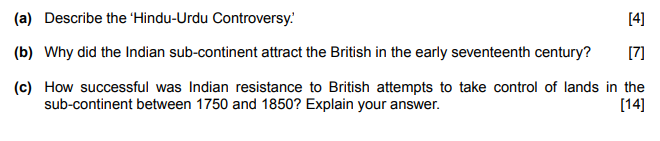 (a) Describe the ‘Hindu-Urdu Controversy.’ [4]
(b) Why did the Indian sub-continent attract the British in the early seventeenth century? [7]
(c) How successful was Indian resistance to British attempts to take control of lands in the
sub-continent between 1750 and 1850? Explain your answer. [14]